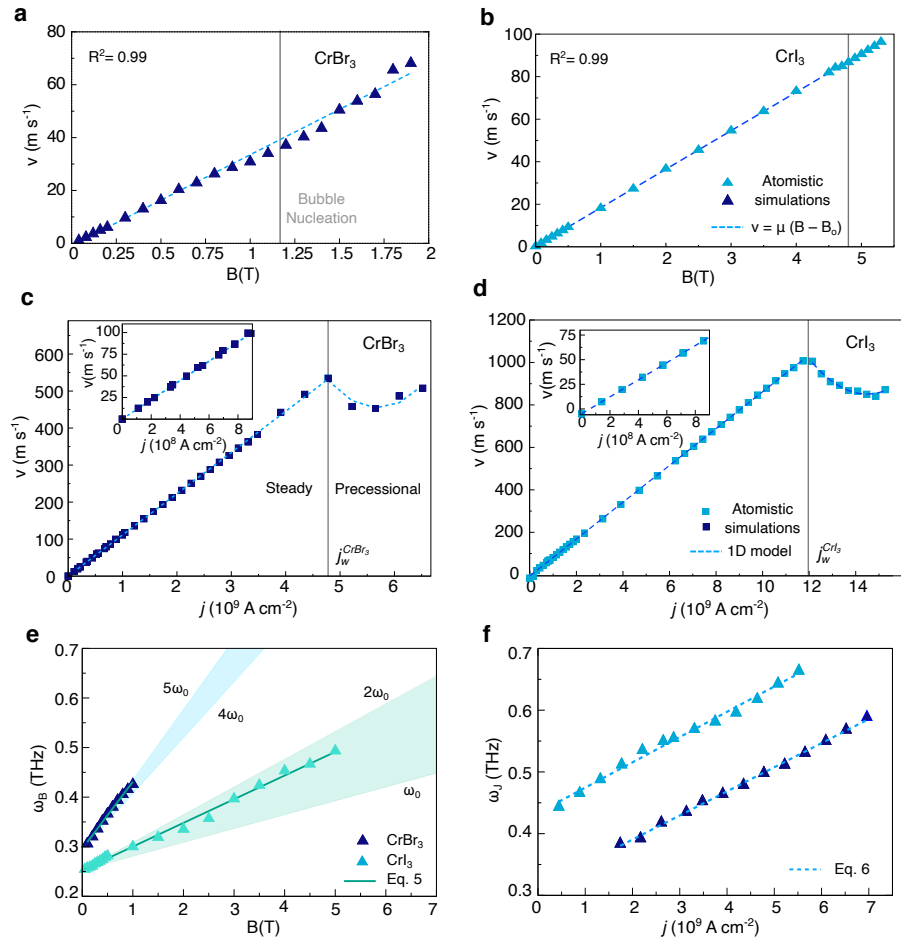 a
80
60
40
20
0
v (m s⁻¹)
R²= 0.99
CrBr₃
Bubble
Nucleation
0
0.25
0.5
0.75
1
1.25
1.5
1.75
2
B(T)
b
100
80
60
40
20
0
v (m s⁻¹)
R²= 0.99
CrI₃
Atomistic
simulations
v = μ (B − Bₒ)
0
1
2
3
4
5
B(T)
c
600
500
400
300
200
100
0
v (m s⁻¹)
100
75
50
25
v(m s⁻¹)
0
2
4
6
8
j (10⁸ A cm⁻²)
CrBr₃
Steady
Precessional
j_w^CrBr₃
0
1
2
3
4
5
6
j (10⁹ A cm⁻²)
d
1200
1000
800
600
400
200
0
v (m s⁻¹)
75
50
25
0
v(m s⁻¹)
0
2
4
6
8
j (10⁸ A cm⁻²)
CrI₃
Atomistic
simulations
1D model
j_w^CrI₃
0
2
4
6
8
10
12
14
j (10⁹ A cm⁻²)
e
0.7
0.6
0.5
0.4
0.3
0.2
ω_B (THz)
5ω₀
4ω₀
2ω₀
ω₀
CrBr₃
CrI₃
Eq. 5
0
1
2
3
4
5
6
7
B(T)
f
0.7
0.6
0.5
0.4
0.3
ω_J (THz)
Eq. 6
0
1
2
3
4
5
6
7
j (10⁹ A cm⁻²)